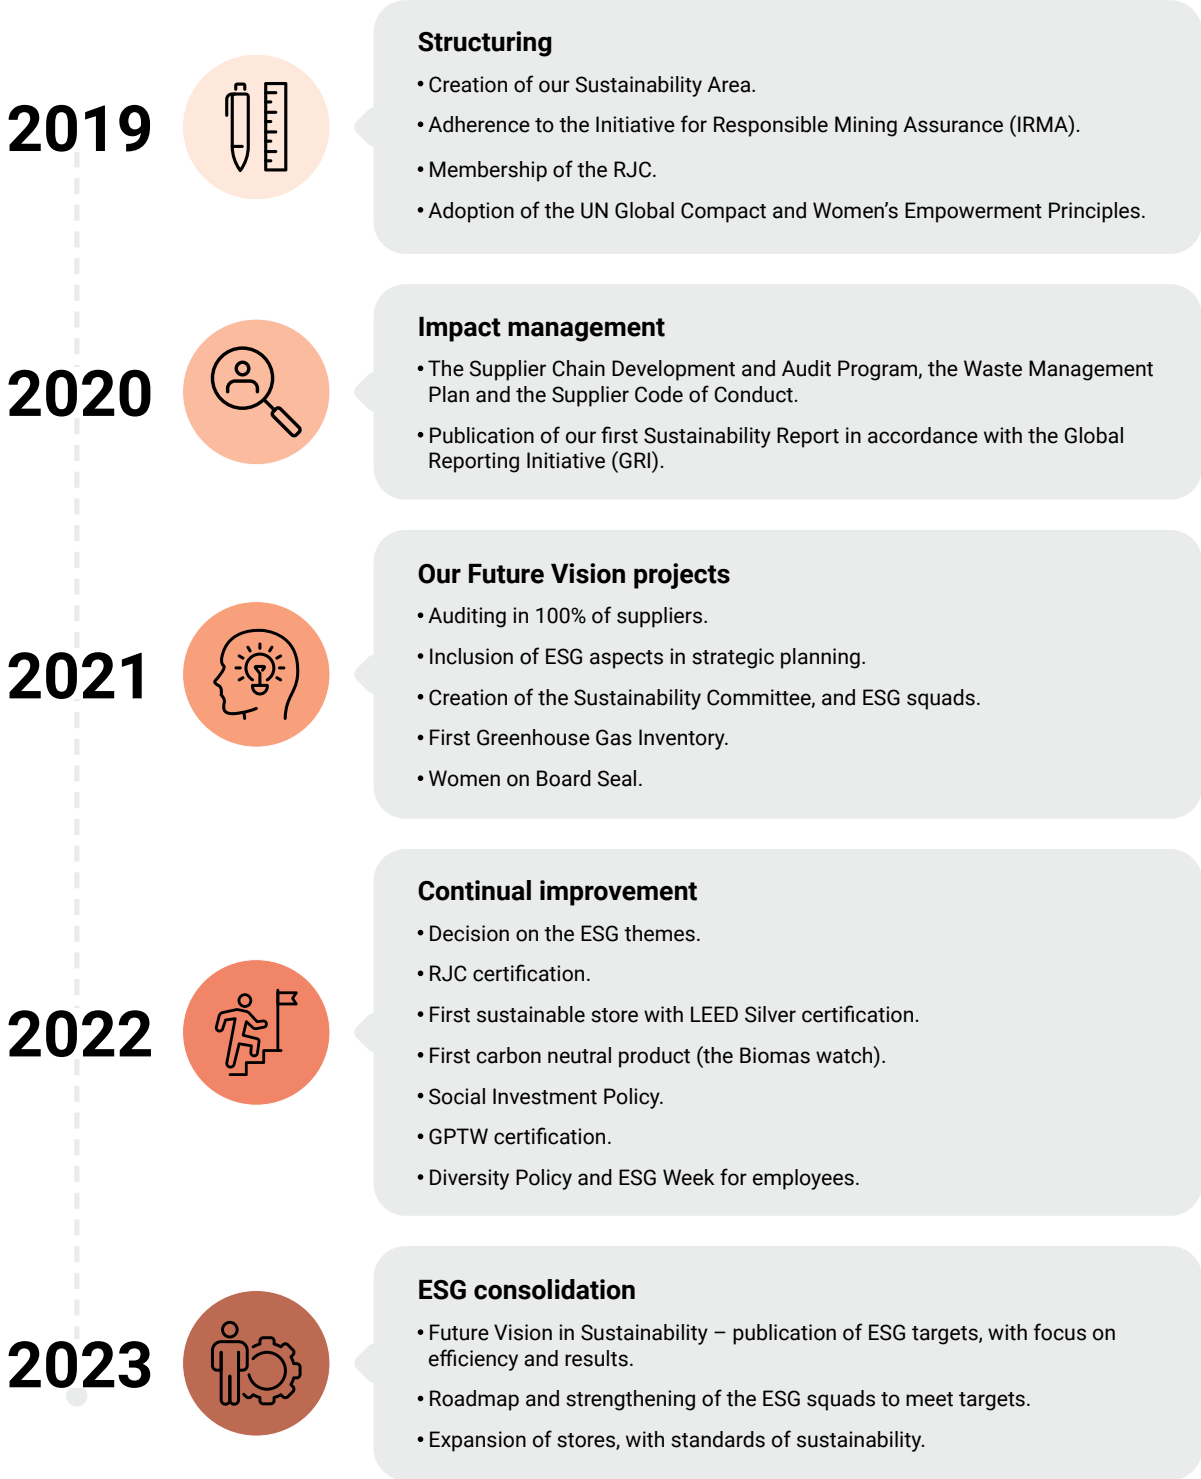 2019
Structuring
• Creation of our Sustainability Area.
• Adherence to the Initiative for Responsible Mining Assurance (IRMA).
• Membership of the RJC.
• Adoption of the UN Global Compact and Women’s Empowerment Principles.
2020
Impact management
• The Supplier Chain Development and Audit Program, the Waste Management
Plan and the Supplier Code of Conduct.
• Publication of our first Sustainability Report in accordance with the Global
Reporting Initiative (GRI).
2021
Our Future Vision projects
• Auditing in 100% of suppliers.
• Inclusion of ESG aspects in strategic planning.
• Creation of the Sustainability Committee, and ESG squads.
• First Greenhouse Gas Inventory.
• Women on Board Seal.
2022
Continual improvement
• Decision on the ESG themes.
• RJC certification.
• First sustainable store with LEED Silver certification.
• First carbon neutral product (the Biomas watch).
• Social Investment Policy.
• GPTW certification.
• Diversity Policy and ESG Week for employees.
2023
ESG consolidation
• Future Vision in Sustainability – publication of ESG targets, with focus on
efficiency and results.
• Roadmap and strengthening of the ESG squads to meet targets.
• Expansion of stores, with standards of sustainability.